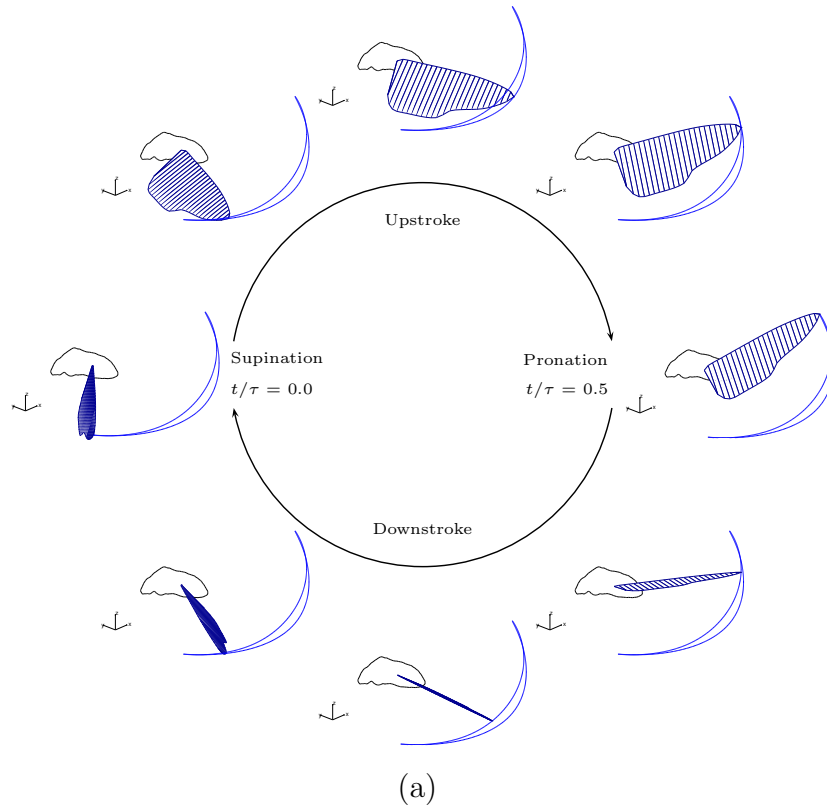 Upstroke
Supination
t/τ = 0.0
Pronation
t/τ = 0.5
Downstroke
(a)